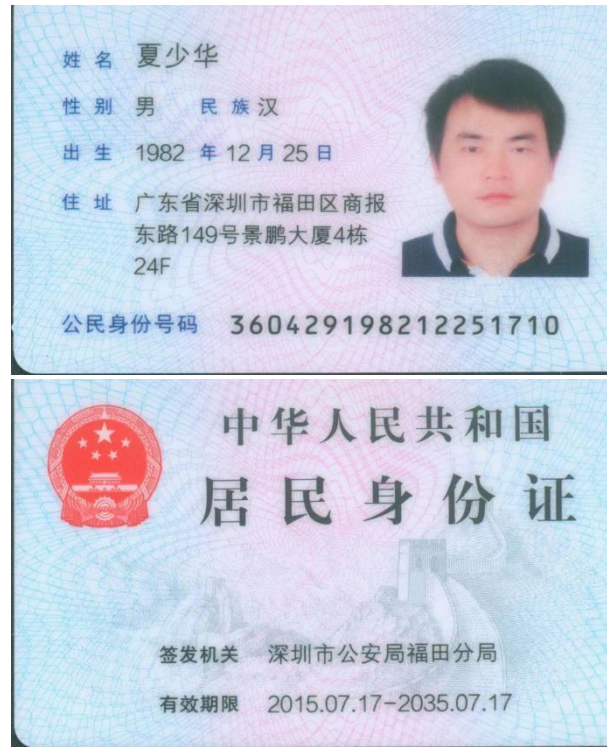 姓名 夏少华
性别 男 民族 汉
出生 1982 年 12 月 25 日
住址 广东省深圳市福田区商报
东路149号景鹏大厦4栋
24F
公民身份号码 360429198212251710
中华人民共和国
居民身份证
签发机关 深圳市公安局福田分局
有效期限 2015.07.17-2035.07.17